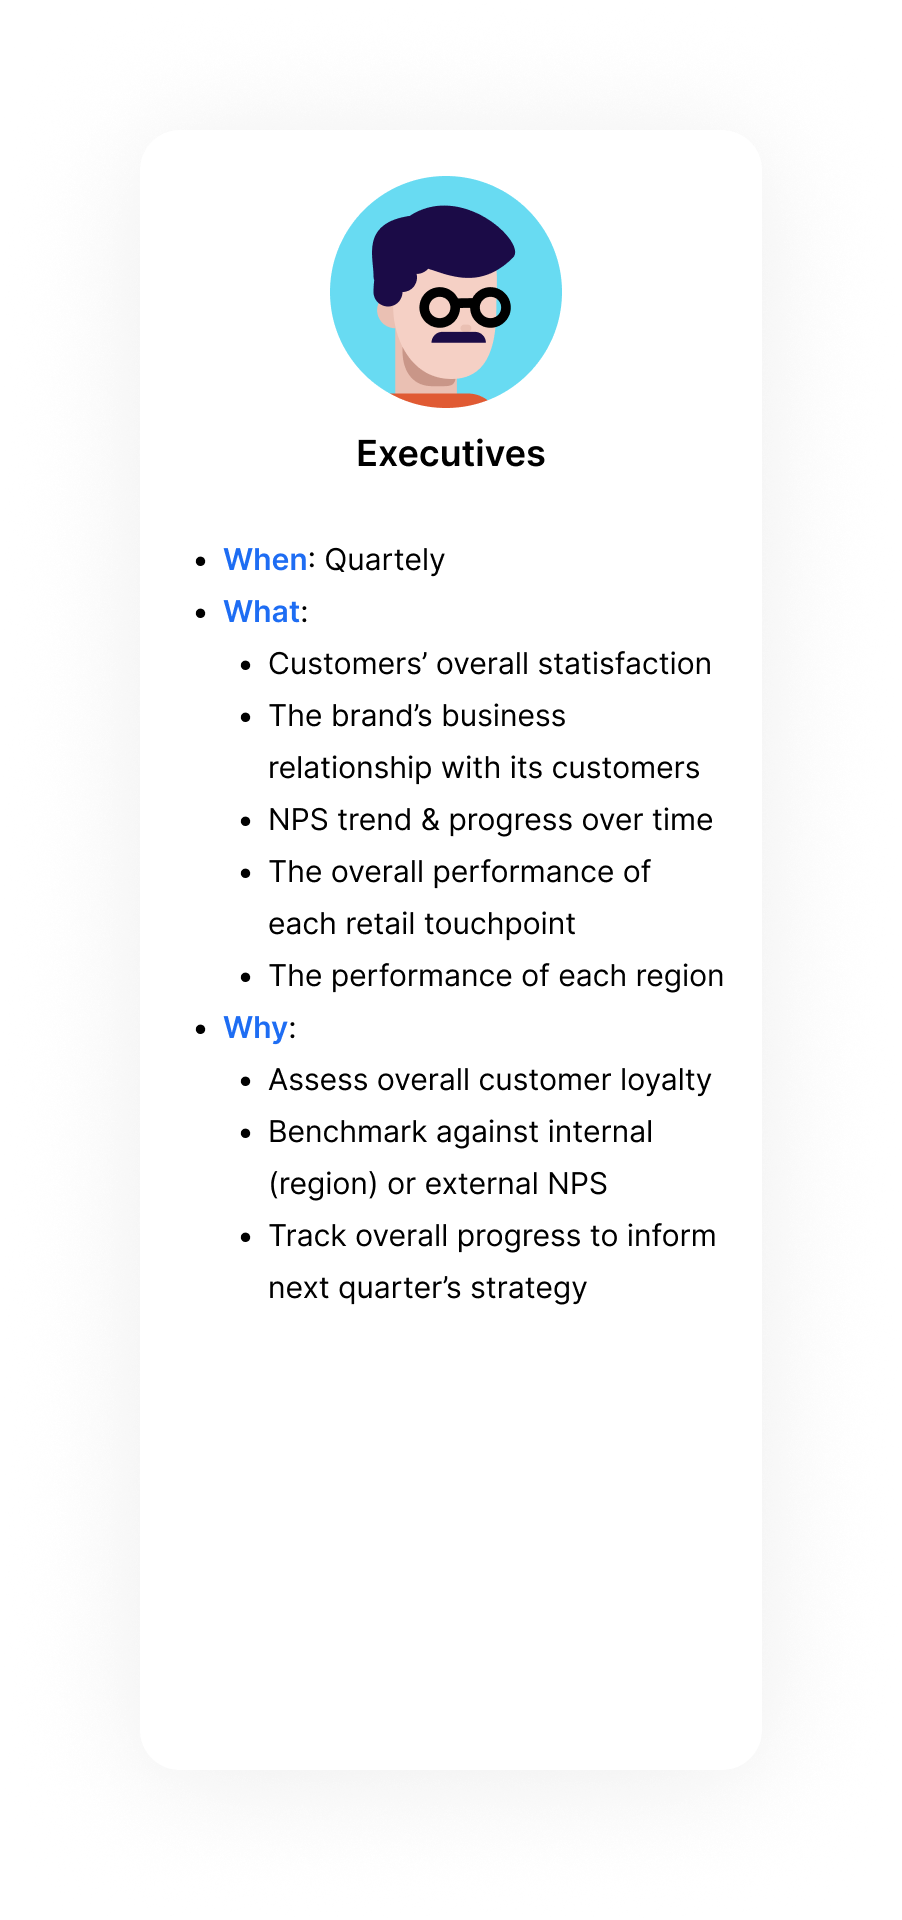 Executives
• When: Quartely
• What:
• Customers’ overall statisfaction
• The brand’s business
relationship with its customers
• NPS trend & progress over time
• The overall performance of
each retail touchpoint
• The performance of each region
• Why:
• Assess overall customer loyalty
• Benchmark against internal
(region) or external NPS
• Track overall progress to inform
next quarter’s strategy